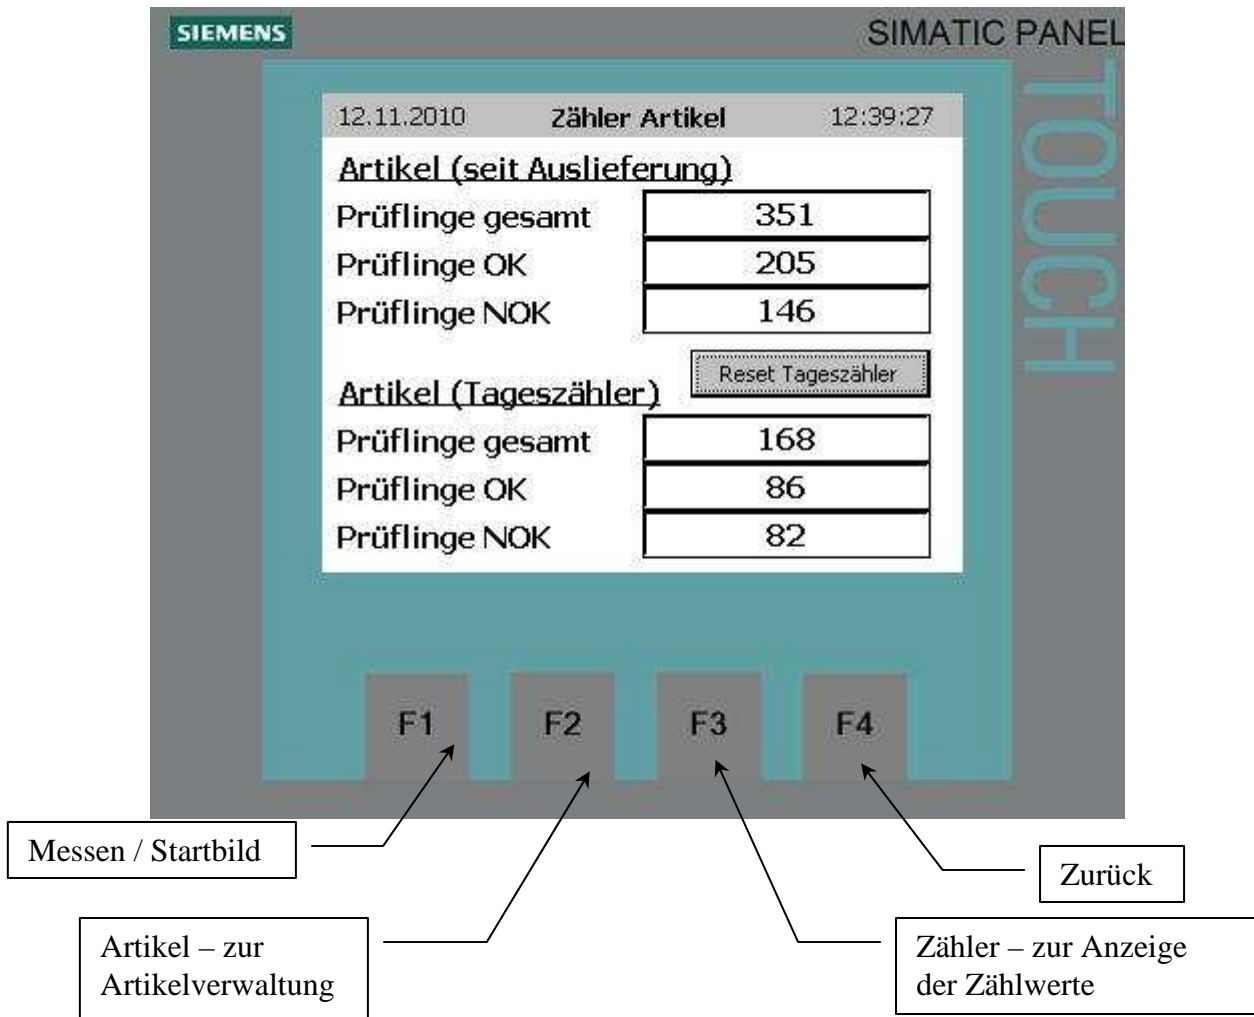 SIEMENS
SIMATIC PANEL
TOUCH
12.11.2010 Zähler Artikel 12:39:27
Artikel (seit Auslieferung)
Prüflinge gesamt 351
Prüflinge OK 205
Prüflinge NOK 146
Reset Tageszähler
Artikel (Tageszähler)
Prüflinge gesamt 168
Prüflinge OK 86
Prüflinge NOK 82
F1 F2 F3 F4
Messen / Startbild
Zurück
Artikel – zur
Artikelverwaltung
Zähler – zur Anzeige
der Zählwerte